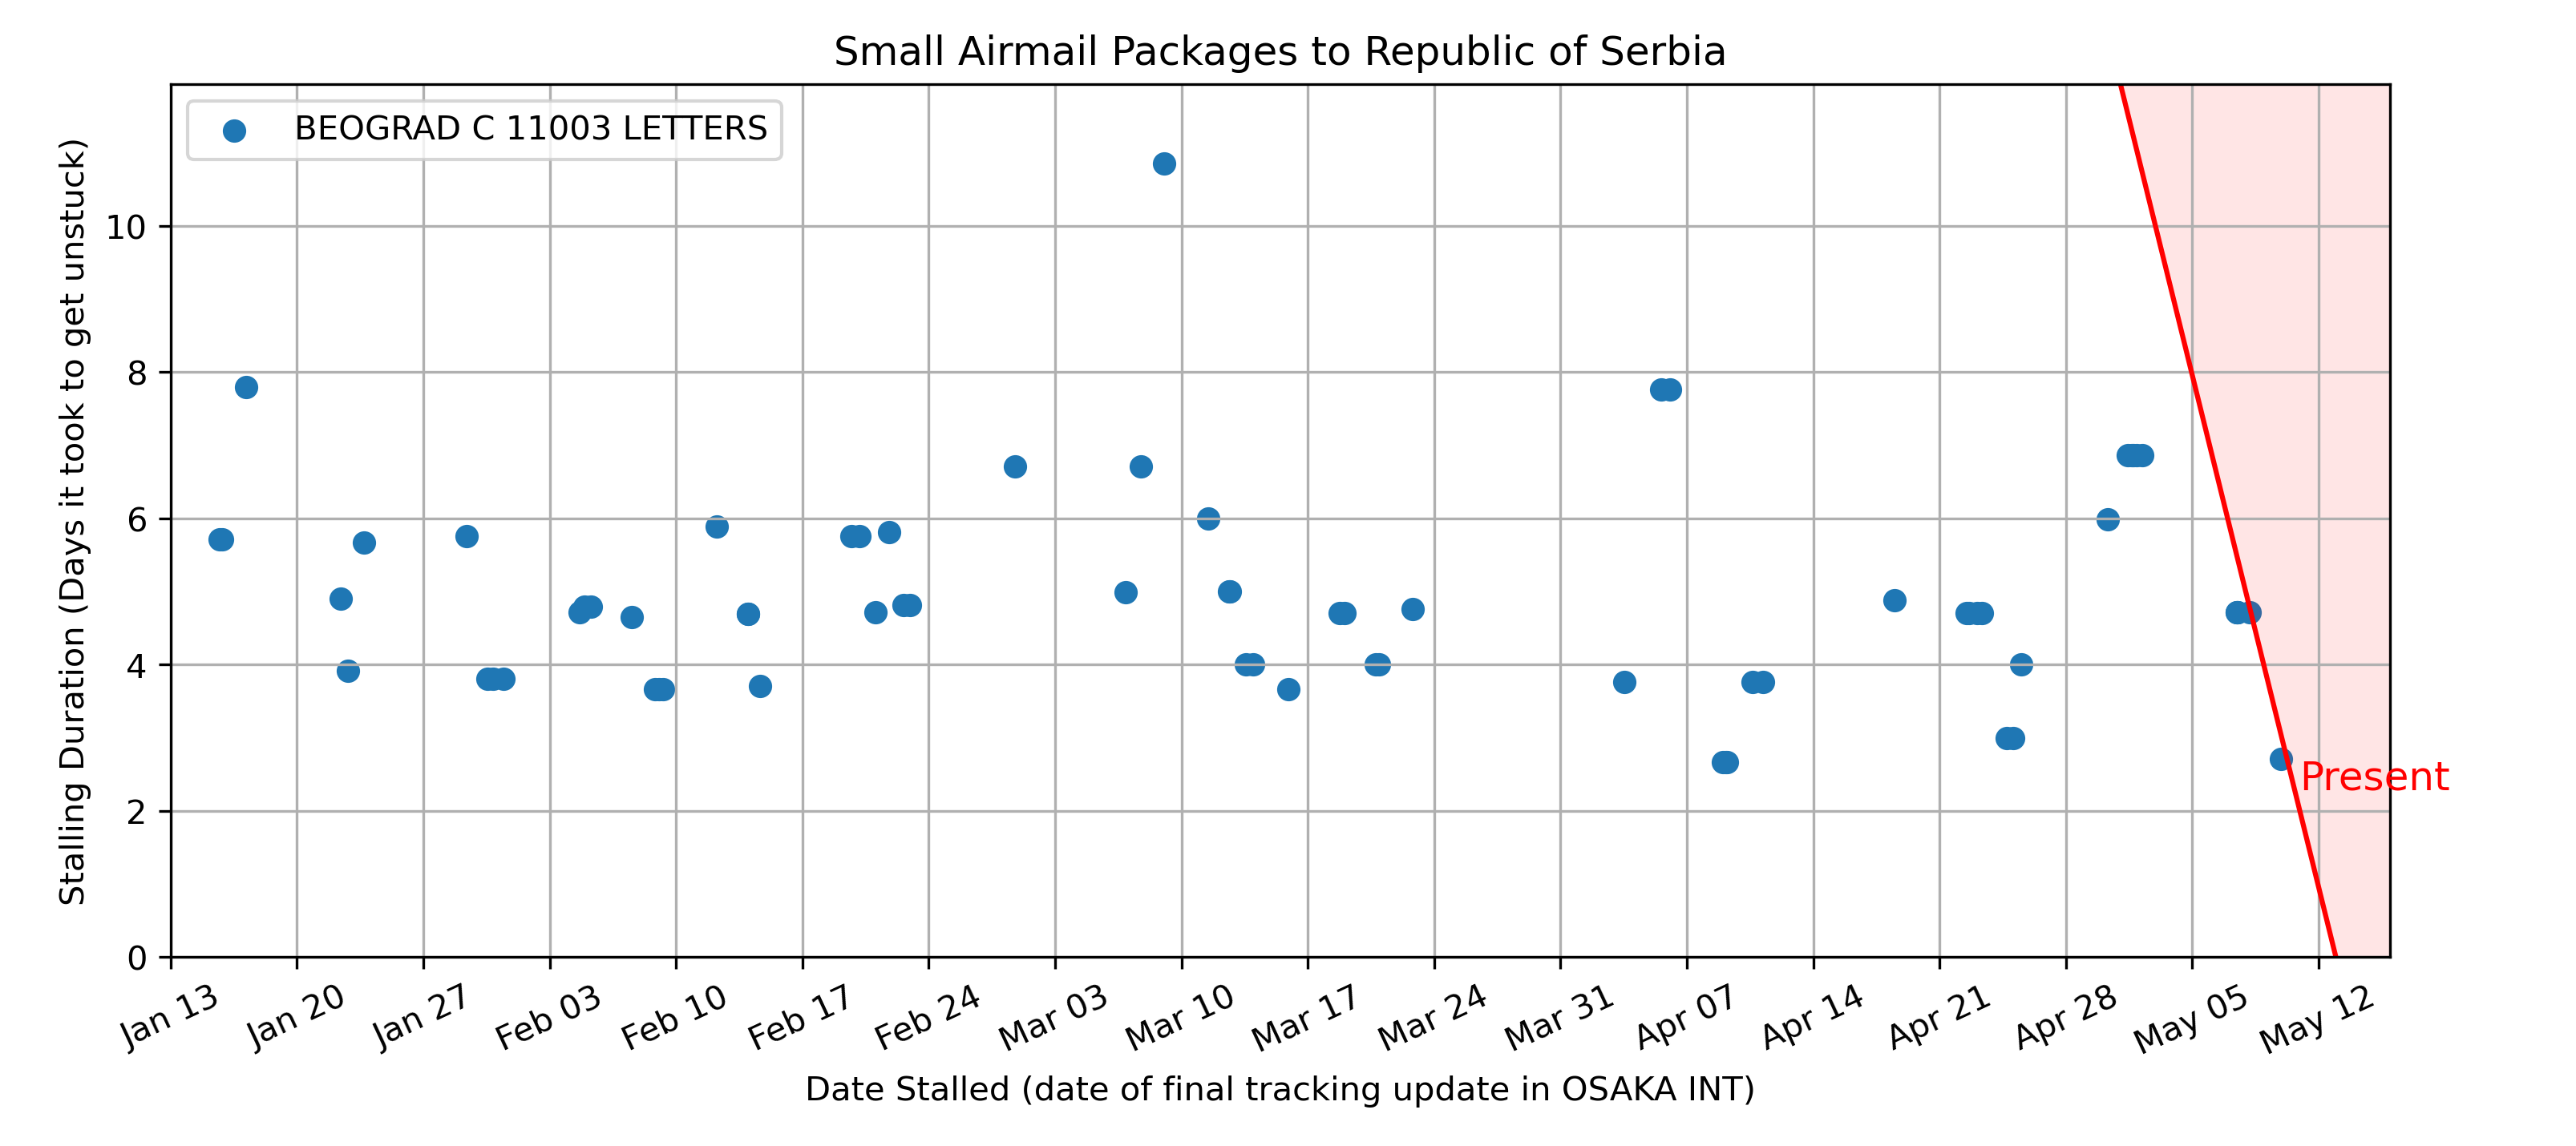 Small Airmail Packages to Republic of Serbia
BEOGRAD C 11003 LETTERS
Stalling Duration (Days it took to get unstuck)
10
8
6
4
2
0
Present
Jan 13
Jan 20
Jan 27
Feb 03
Feb 10
Feb 17
Feb 24
Mar 03
Mar 10
Mar 17
Mar 24
Mar 31
Apr 07
Apr 14
Apr 21
Apr 28
May 05
May 12
Date Stalled (date of final tracking update in OSAKA INT)